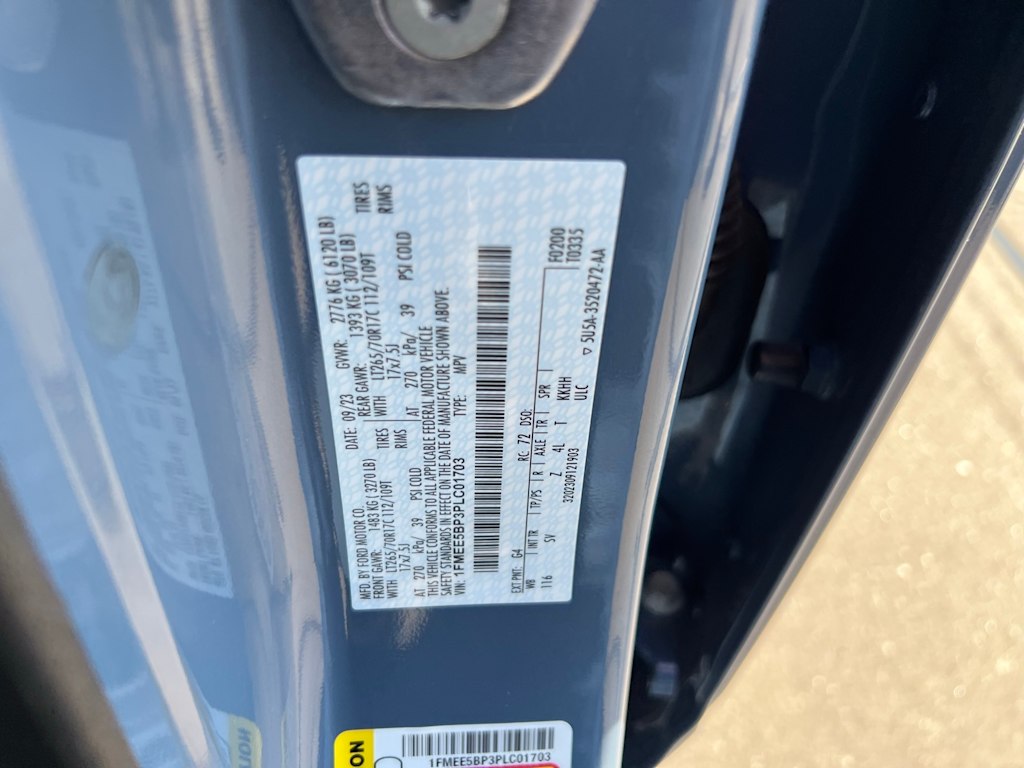 MFD. BY FORD MOTOR CO.
DATE: 09/23 GVWR: 2776 KG ( 6120 LB)
FRONT GAWR: 1483 KG ( 3270 LB) REAR GAWR: 1393 KG ( 3070 LB)
WITH LT265/70R17C 112/109T TIRES WITH LT265/70R17C 112/109T TIRES
17x7.5J RIMS 17x7.5J RIMS
AT 270 kPa/ 39 PSI COLD AT 270 kPa/ 39 PSI COLD
THIS VEHICLE CONFORMS TO ALL APPLICABLE FEDERAL MOTOR VEHICLE
SAFETY STANDARDS IN EFFECT ON THE DATE OF MANUFACTURE SHOWN ABOVE.
VIN: 1FMEE5BP3PLC01703 TYPE: MPV
EXT PNT: G4 RC: 72 DSO: F0200
WB INT TR TP/PS R AXLE TR SPR T0335
116 SV Z 4L T KKHH
3202309121903 ULC
5U5A-3520472-AA
1FMEE5BP3PLC01703